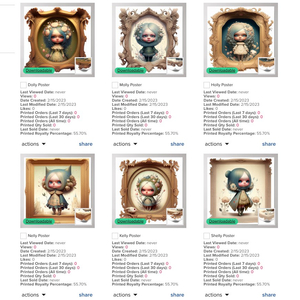 Downloadable
Dolly Poster
Last Viewed Date: never
Views: 0
Date Created: 2/15/2023
Last Modified Date: 2/15/2023
Likes: 0
Printed Orders (Last 7 days): 0
Printed Orders (Last 30 days): 0
Printed Orders (All time): 0
Printed Qty Sold: 0
Last Sold Date: never
Printed Royalty Percentage: 55.70%
actions
share
Downloadable
Molly Poster
Last Viewed Date: never
Views: 0
Date Created: 2/15/2023
Last Modified Date: 2/15/2023
Likes: 0
Printed Orders (Last 7 days): 0
Printed Orders (Last 30 days): 0
Printed Orders (All time): 0
Printed Qty Sold: 0
Last Sold Date: never
Printed Royalty Percentage: 55.70%
actions
share
Downloadable
Holly Poster
Last Viewed Date: never
Views: 0
Date Created: 2/15/2023
Last Modified Date: 2/15/2023
Likes: 0
Printed Orders (Last 7 days): 0
Printed Orders (Last 30 days): 0
Printed Orders (All time): 0
Printed Qty Sold: 0
Last Sold Date: never
Printed Royalty Percentage: 55.70%
actions
share
Downloadable
Nelly Poster
Last Viewed Date: never
Views: 0
Date Created: 2/15/2023
Last Modified Date: 2/15/2023
Likes: 0
Printed Orders (Last 7 days): 0
Printed Orders (Last 30 days): 0
Printed Orders (All time): 0
Printed Qty Sold: 0
Last Sold Date: never
Printed Royalty Percentage: 55.70%
actions
share
Downloadable
Kelly Poster
Last Viewed Date: never
Views: 0
Date Created: 2/15/2023
Last Modified Date: 2/15/2023
Likes: 0
Printed Orders (Last 7 days): 0
Printed Orders (Last 30 days): 0
Printed Orders (All time): 0
Printed Qty Sold: 0
Last Sold Date: never
Printed Royalty Percentage: 55.70%
actions
share
Downloadable
Shelly Poster
Last Viewed Date: never
Views: 0
Date Created: 2/15/2023
Last Modified Date: 2/15/2023
Likes: 0
Printed Orders (Last 7 days): 0
Printed Orders (Last 30 days): 0
Printed Orders (All time): 0
Printed Qty Sold: 0
Last Sold Date: never
Printed Royalty Percentage: 55.70%
actions
share